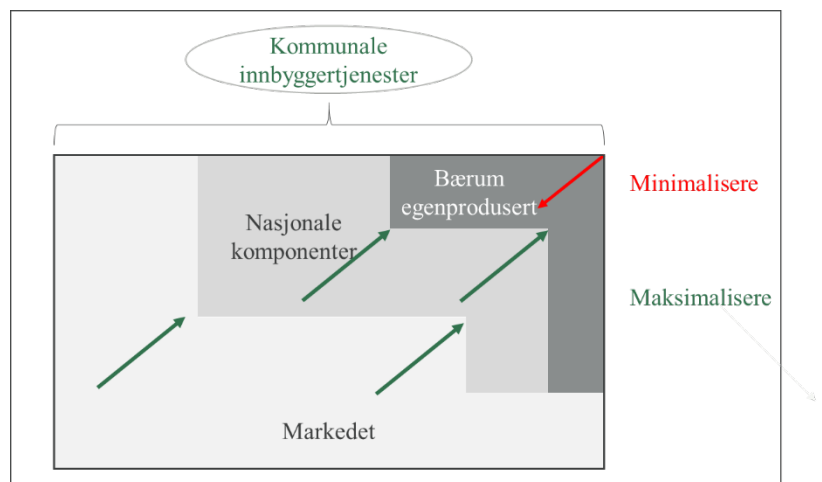 Kommunale
innbyggertjenester
Bærum
egenprodusert
Minimalisere
Nasjonale
komponenter
Maksimalisere
Markedet